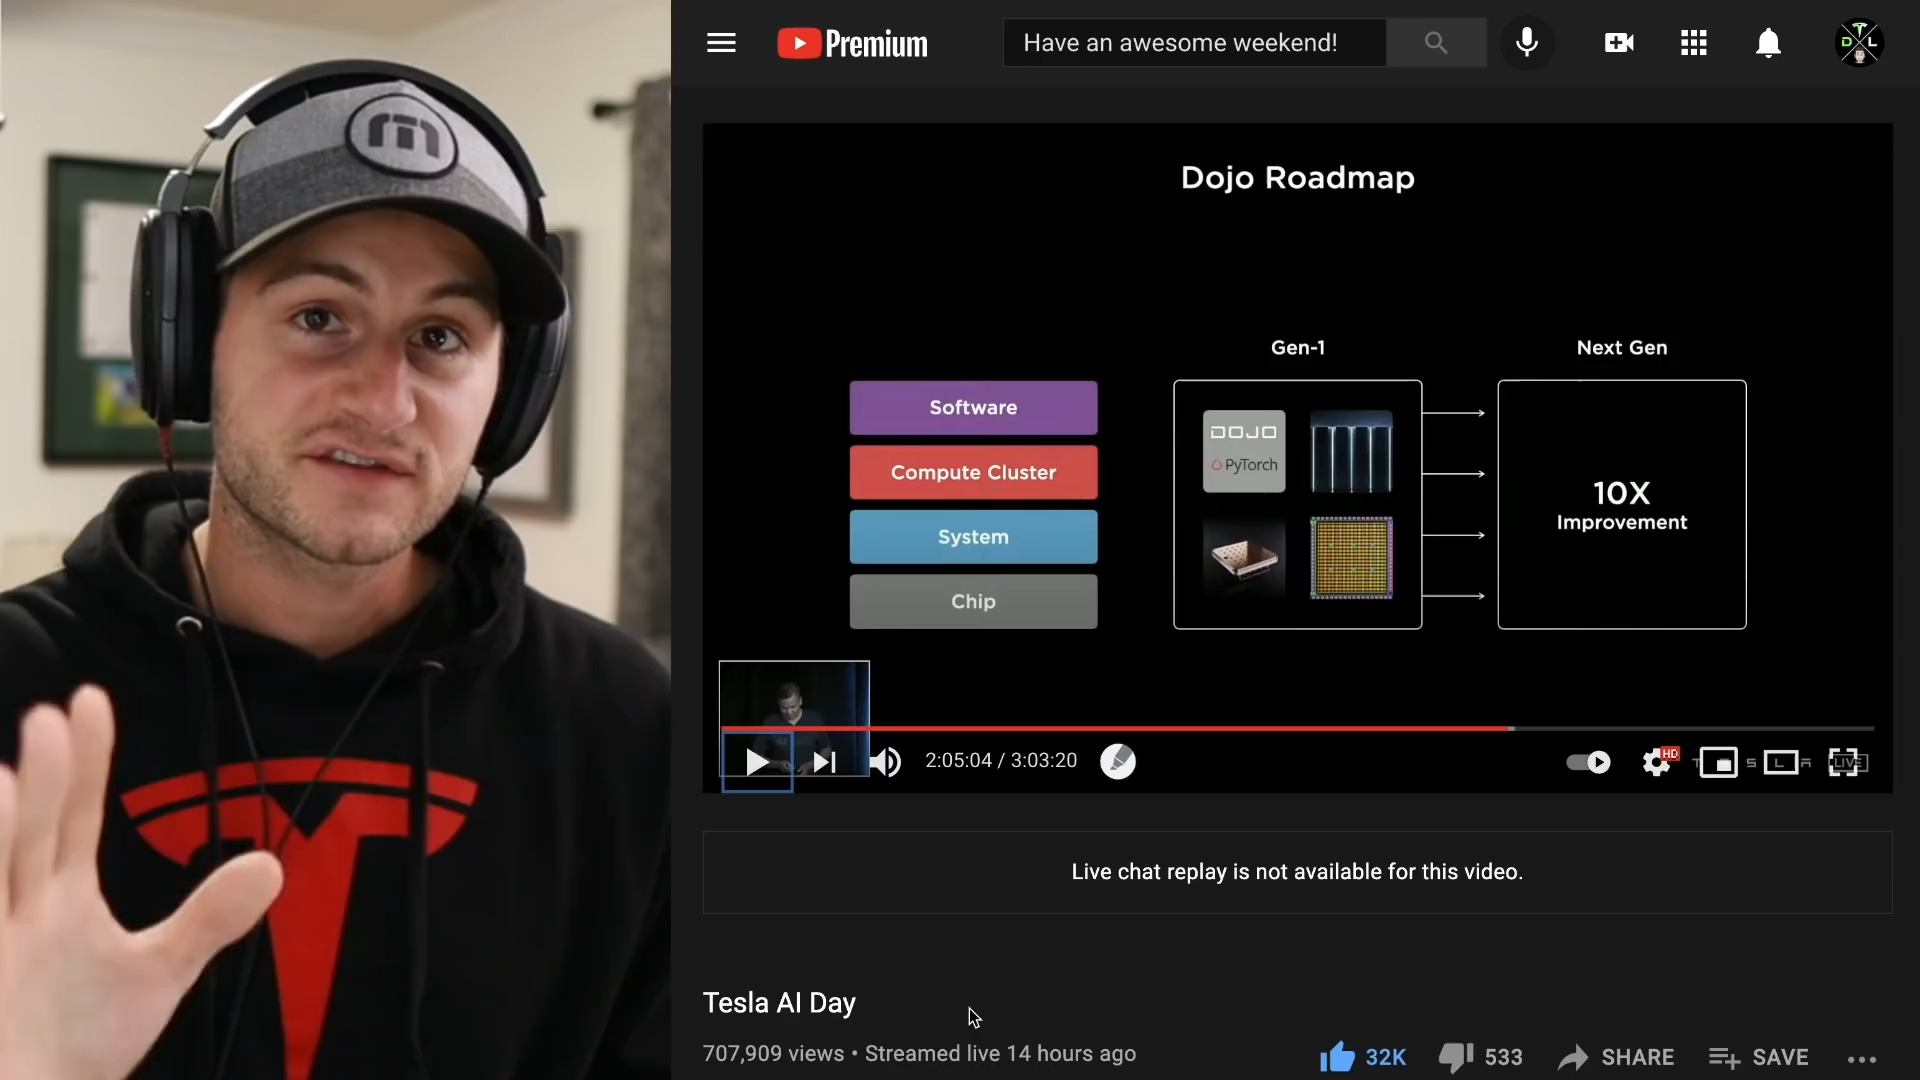 Premium
Have an awesome weekend!
D L
Dojo Roadmap
Gen-1
Next Gen
Software
Compute Cluster
System
Chip
DOJO
PyTorch
10X
Improvement
2:05:04 / 3:03:20
HD
T S L A
LIVE
Live chat replay is not available for this video.
Tesla AI Day
707,909 views • Streamed live 14 hours ago
32K
533
SHARE
SAVE